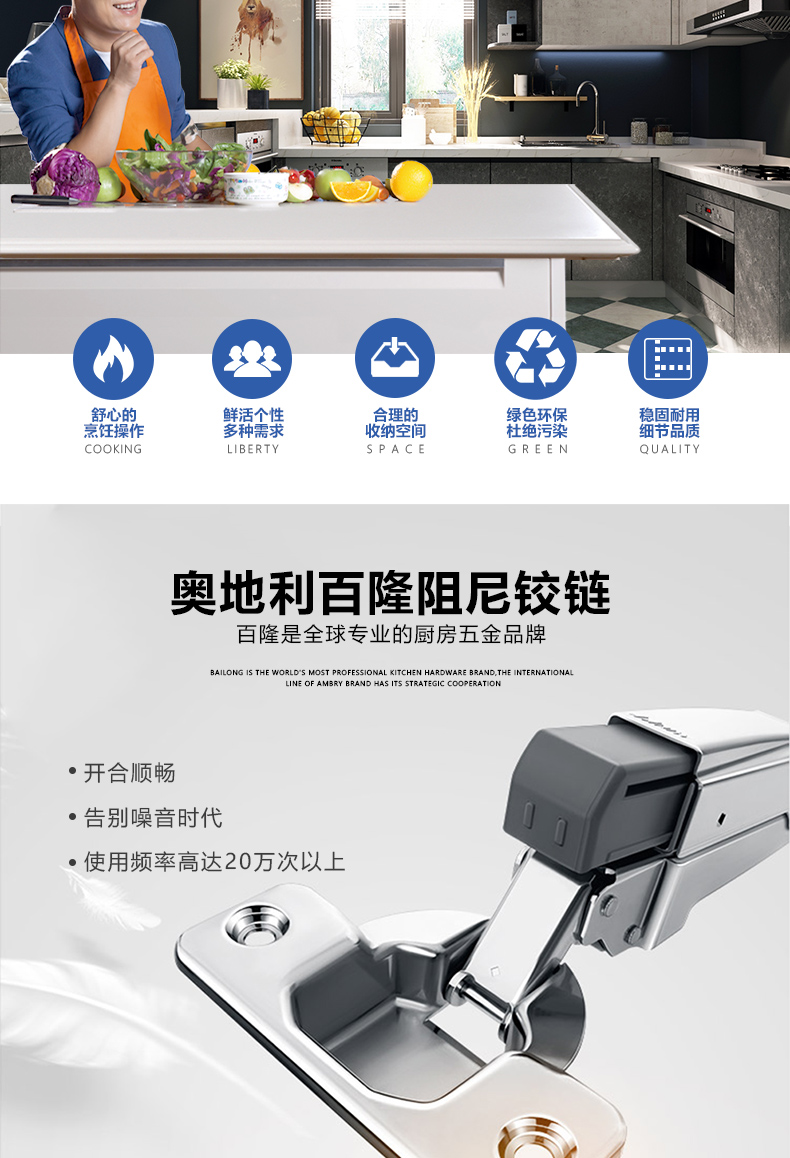 舒心的
烹饪操作
COOKING
鲜活个性
多种需求
LIBERTY
合理的
收纳空间
SPACE
绿色环保
杜绝污染
GREEN
稳固耐用
细节品质
QUALITY
奥地利百隆阻尼铰链
百隆是全球专业的厨房五金品牌
BAILONG IS THE WORLD'S MOST PROFESSIONAL KITCHEN HARDWARE BRAND,THE INTERNATIONAL
LINE OF AMBRY BRAND HAS ITS STRATEGIC COOPERATION
• 开合顺畅
• 告别噪音时代
• 使用频率高达20万次以上